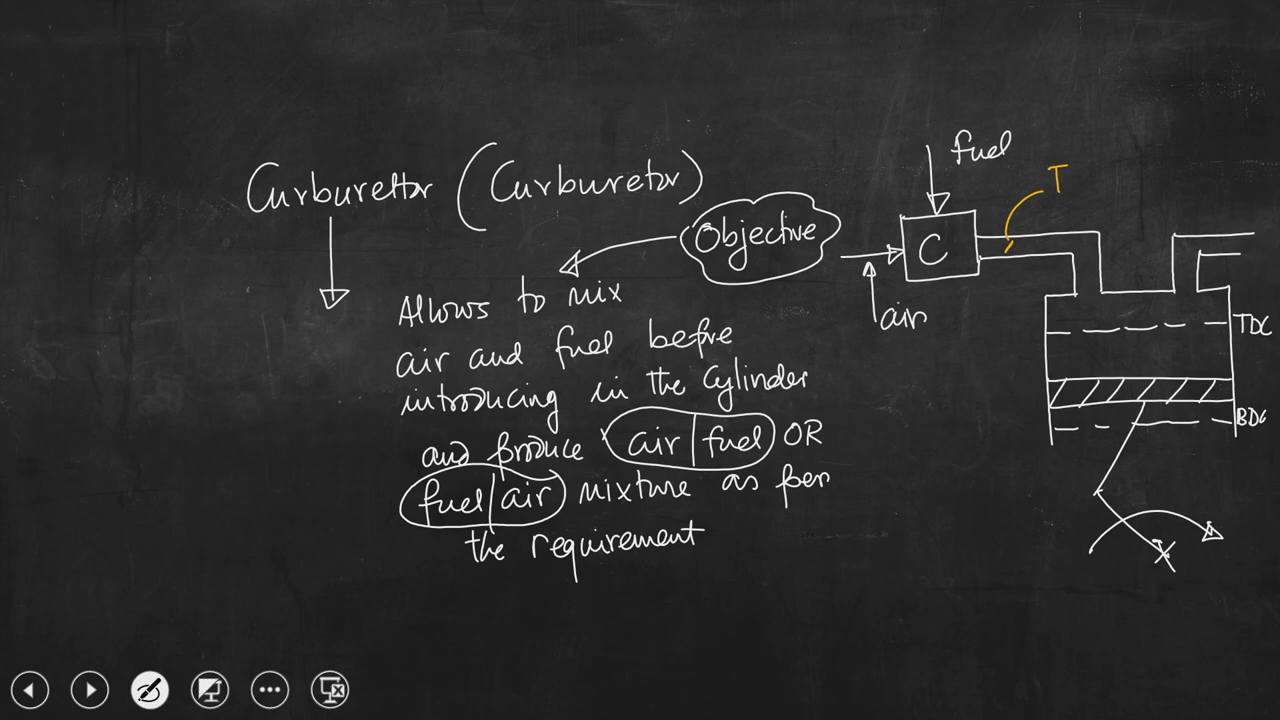 Carburettor (Carburetor)
Objective
Allows to mix
air and fuel before
introducing in the cylinder
and produce air|fuel OR
fuel|air mixture as per
the requirement
fuel
T
C
air
TDC
BDC